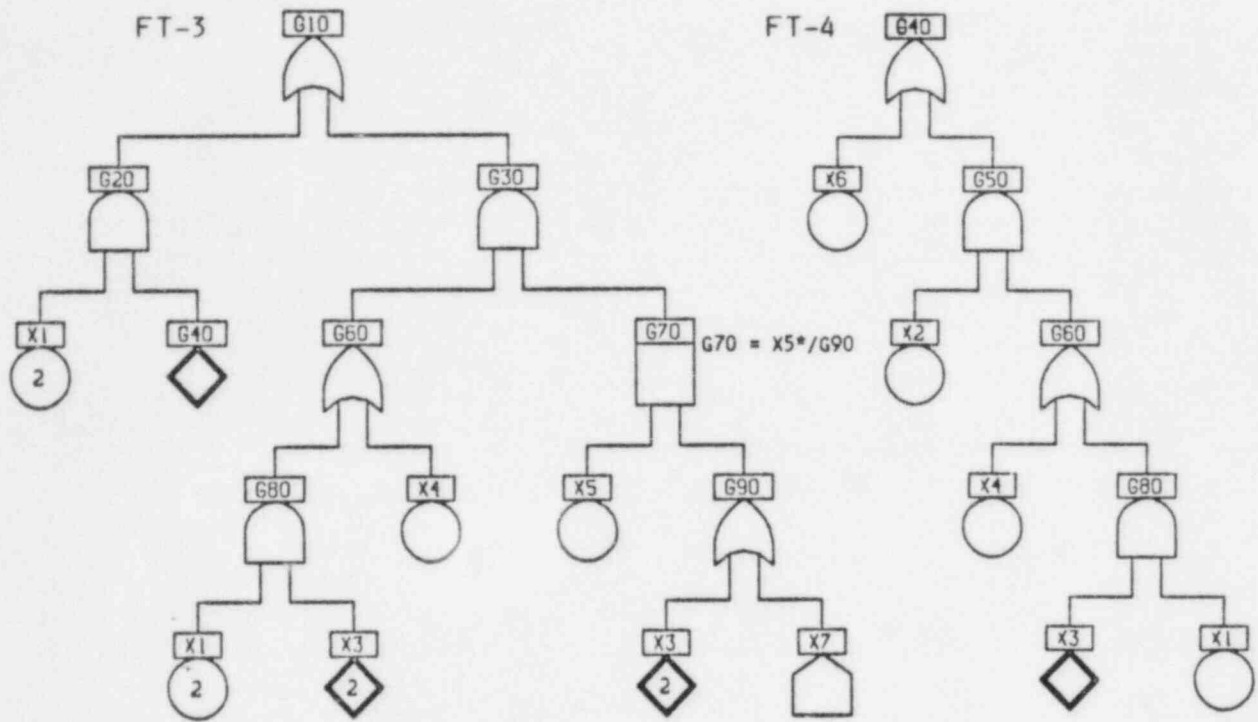 FT-3 G10 FT-4 G40
G20 G30 X6 G50
X1 G40 G60 G70 G70 = X5*/G90 X2 G60
2
G80 X4 X5 G90 X4 G80
X1 X3 X3 X7 X3 X1
2 2 2